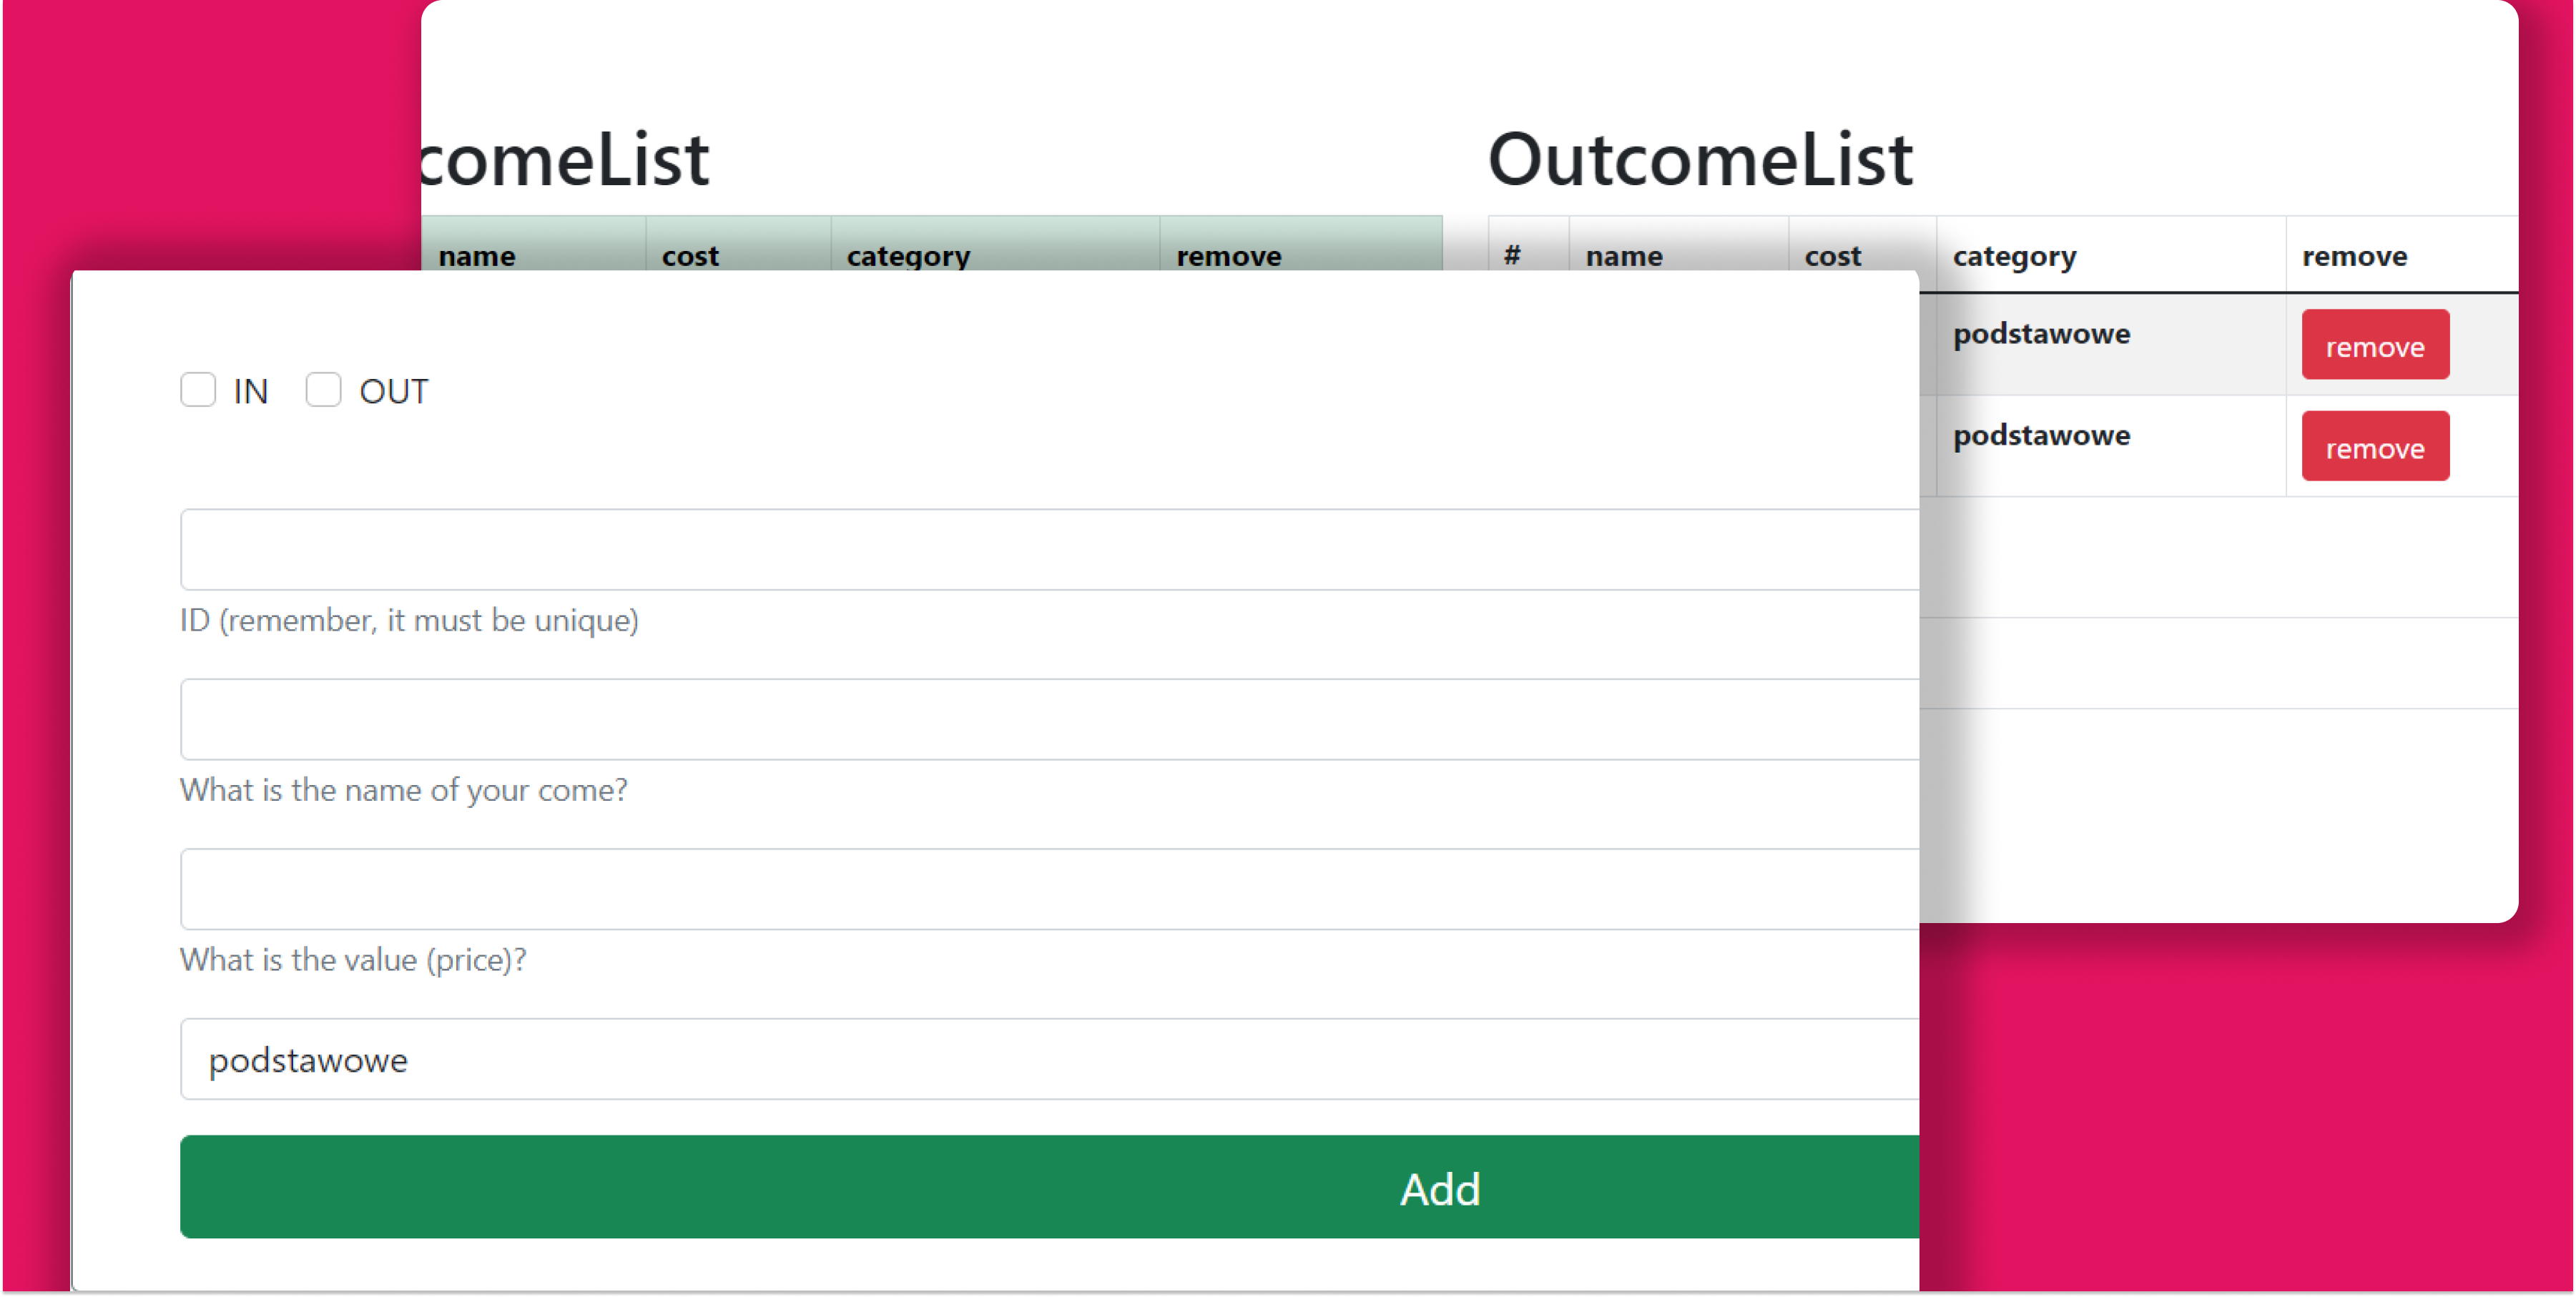 comeList
OutcomeList
name cost category remove
# name cost category remove
podstawowe remove
podstawowe remove
IN OUT
ID (remember, it must be unique)
What is the name of your come?
What is the value (price)?
podstawowe
Add